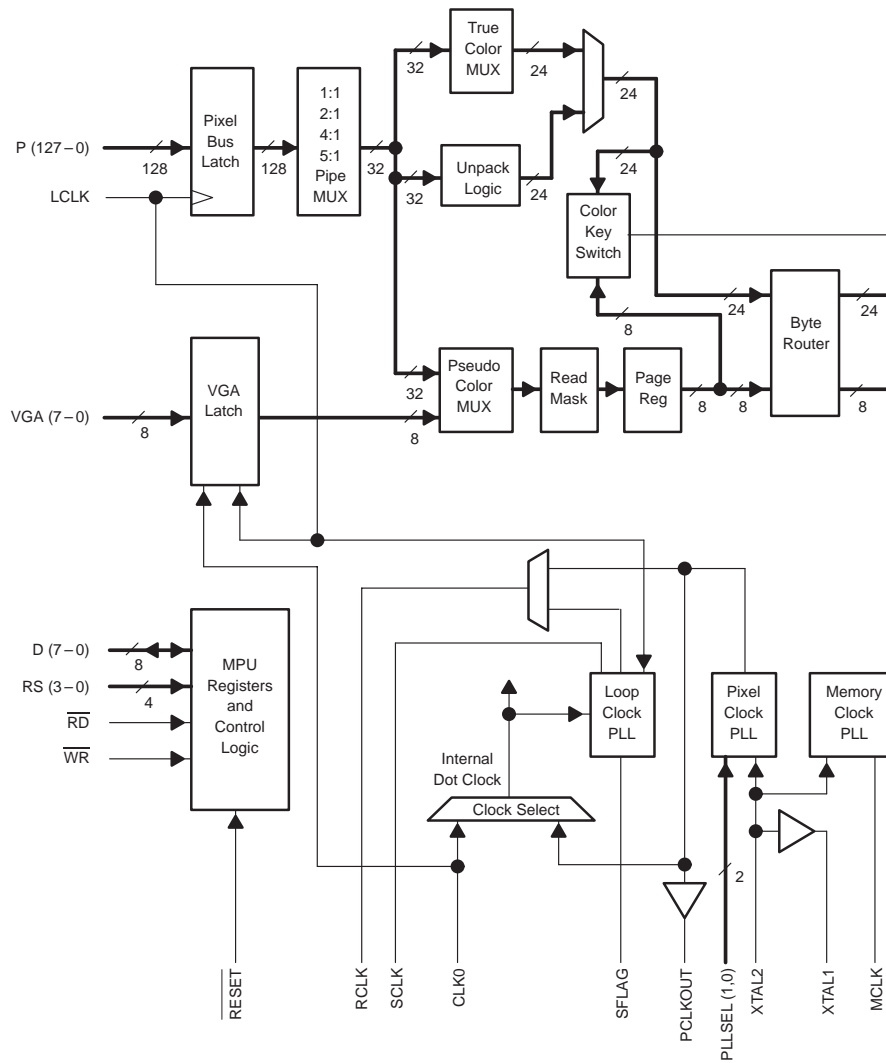 True
Color
MUX
32
24
24
P (127–0)
128
Pixel
Bus
Latch
128
1:1
2:1
4:1
5:1
Pipe
MUX
32
32
Unpack
Logic
24
24
LCLK
Color
Key
Switch
24
24
8
Byte
Router
VGA (7–0)
8
VGA
Latch
32
8
Pseudo
Color
MUX
Read
Mask
Page
Reg
8
8
8
D (7–0)
8
RS (3–0)
4
RD
WR
MPU
Registers
and
Control
Logic
Loop
Clock
PLL
Pixel
Clock
PLL
Memory
Clock
PLL
Internal
Dot Clock
Clock Select
2
RESET
RCLK
SCLK
CLK0
SFLAG
PCLKOUT
PLLSEL (1,0)
XTAL2
XTAL1
MCLK